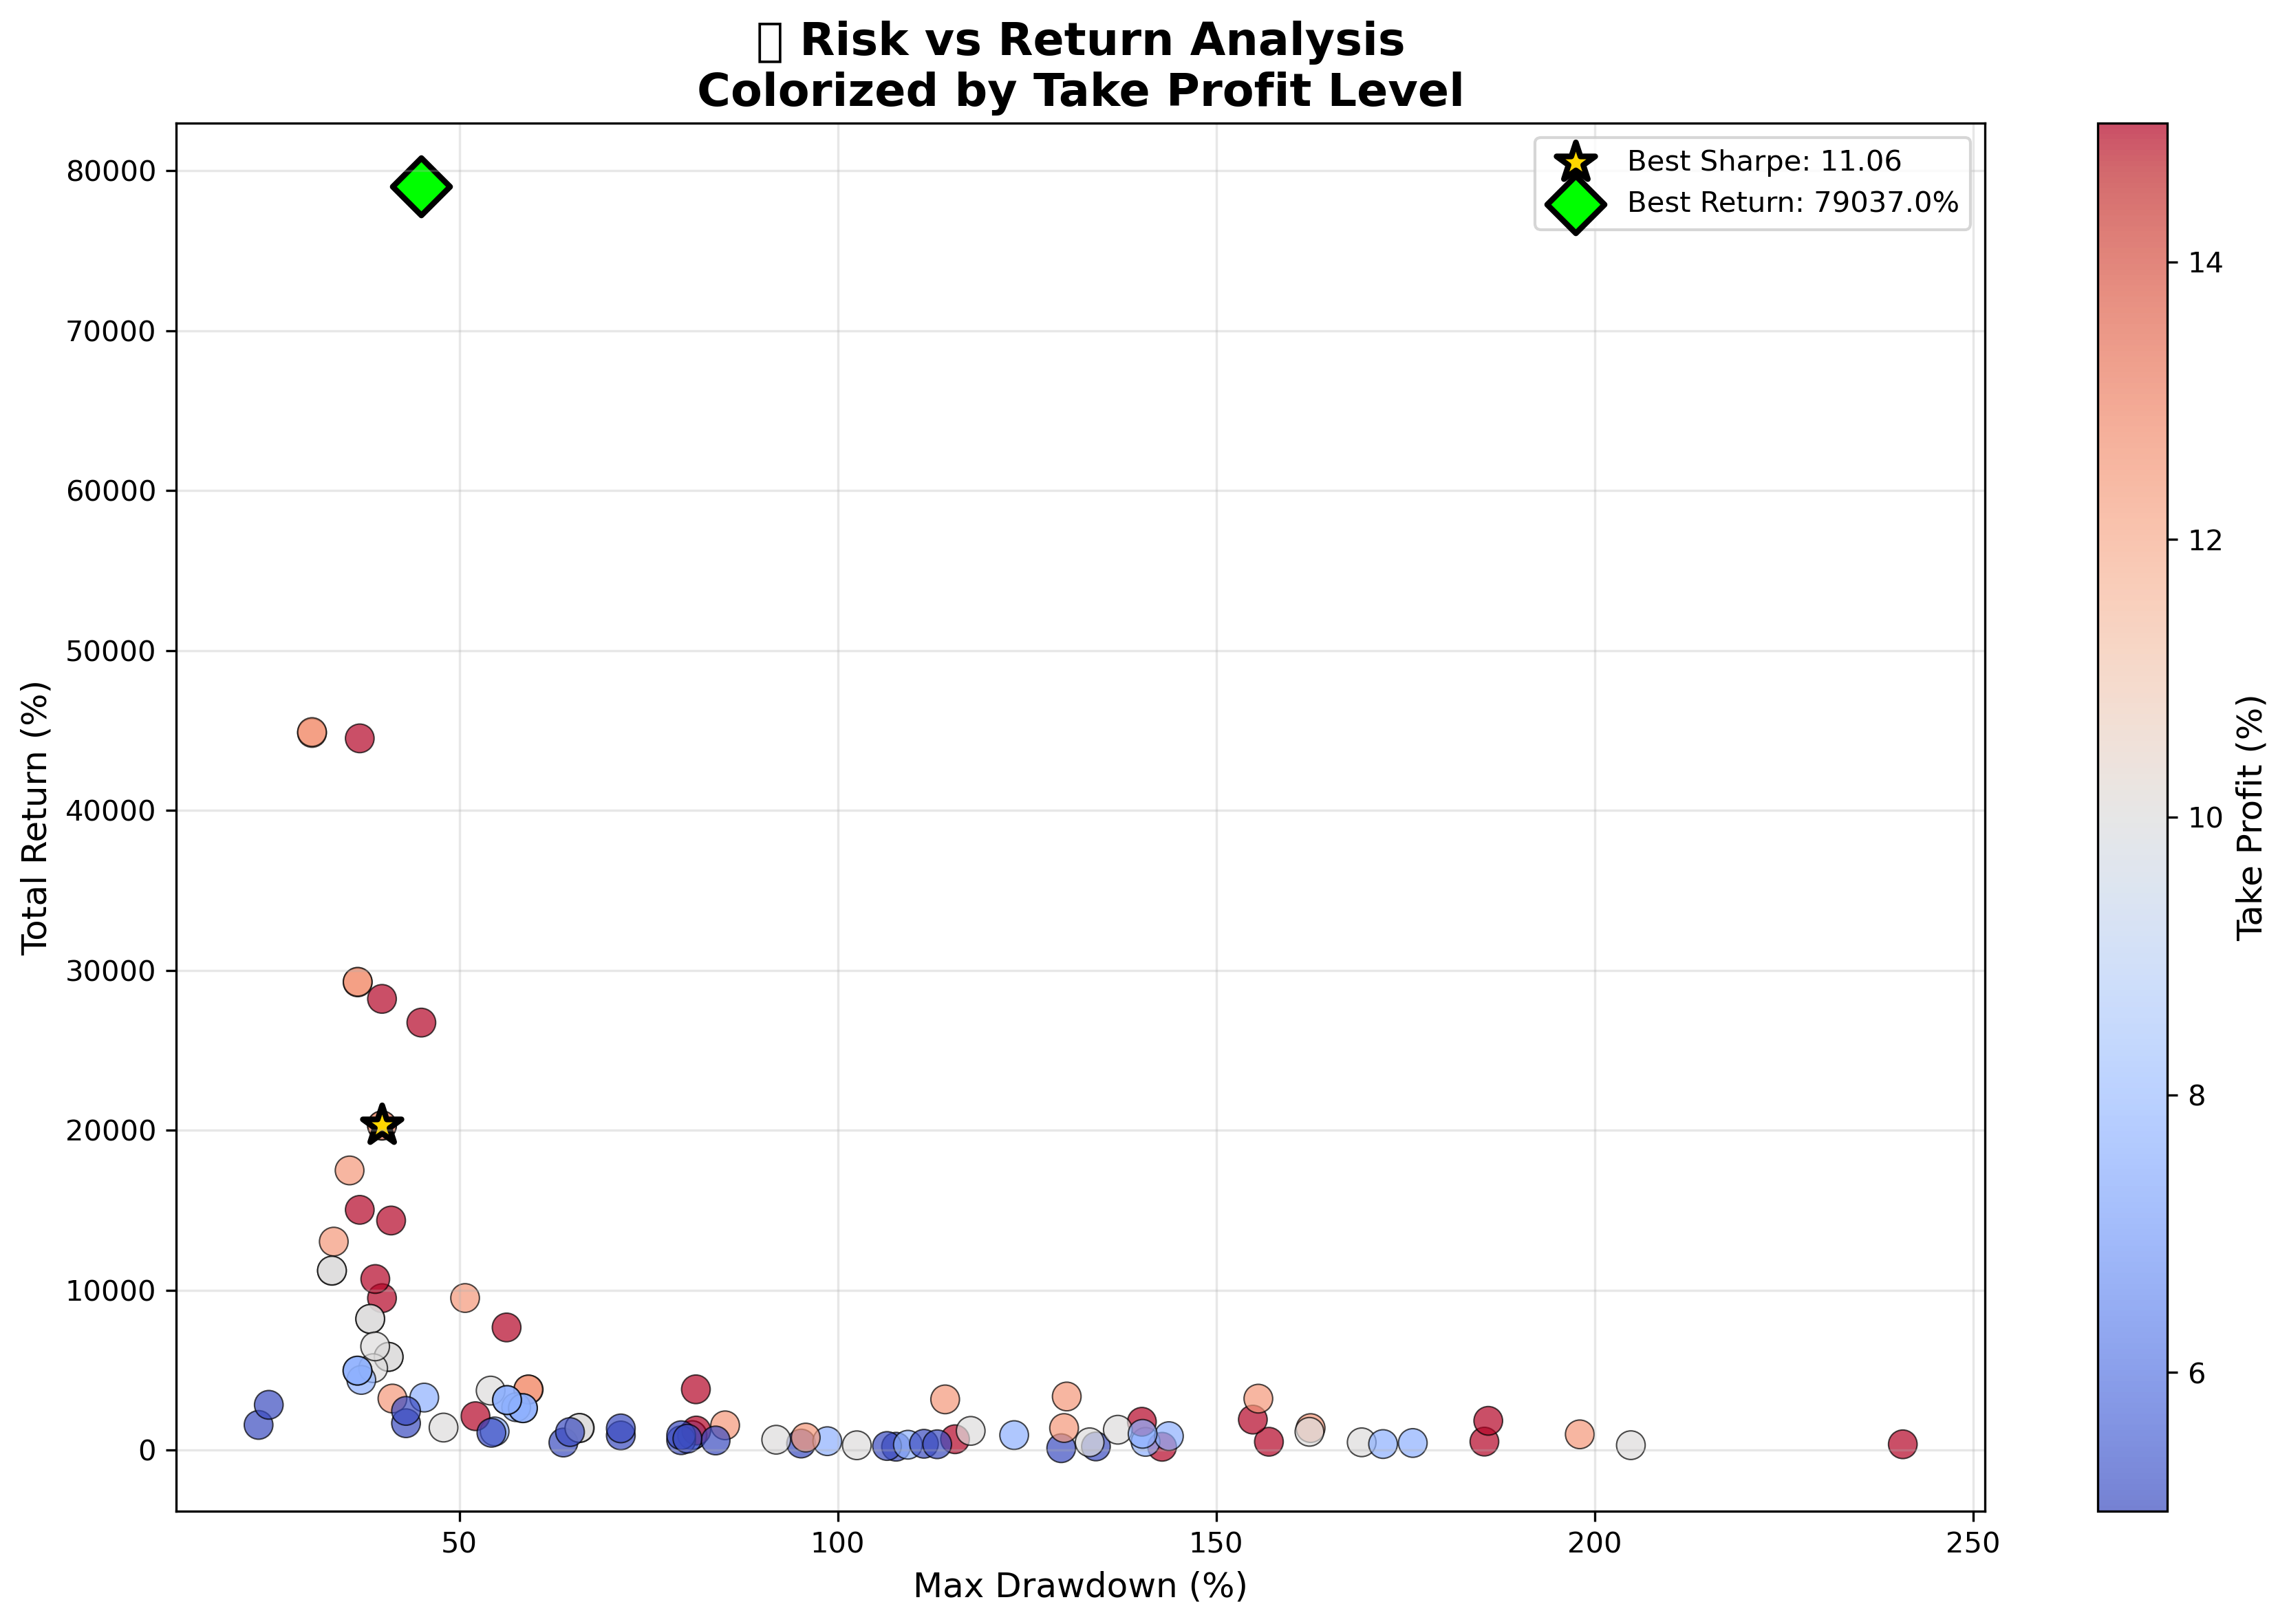 Risk vs Return Analysis
Colorized by Take Profit Level
Best Sharpe: 11.06
Best Return: 79037.0%
80000
70000
60000
50000
40000
30000
20000
10000
0
Total Return (%)
50
100
150
200
250
Max Drawdown (%)
14
12
10
8
6
Take Profit (%)